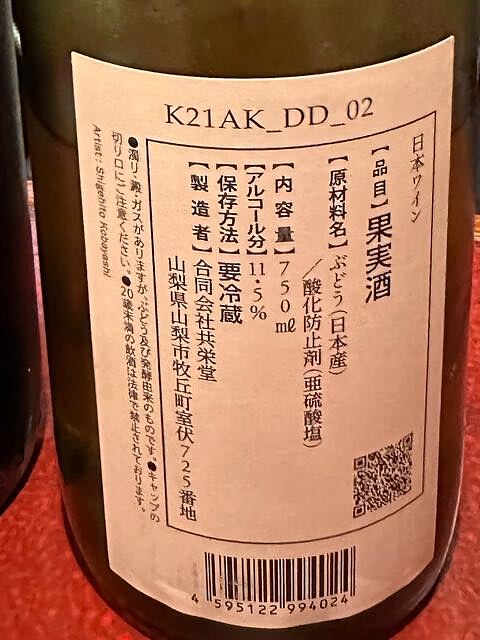 K21AK_DD_02
日本ワイン
【品目】果実酒
【原材料名】ぶどう(日本産)
／酸化防止剤(亜硫酸塩)
【内容量】750㎖
【アルコール分】11.5%
【保存方法】要冷蔵
【製造者】合同会社共栄堂
山梨県山梨市牧丘町室伏725番地
●濁り・澱・ガスがありますが、ぶどう及び発酵由来のものです。●キャップの
切り口にご注意ください。●20歳未満の飲酒は法律で禁止されております。
Artist: Shigehito Kobayashi
4 595122 994024